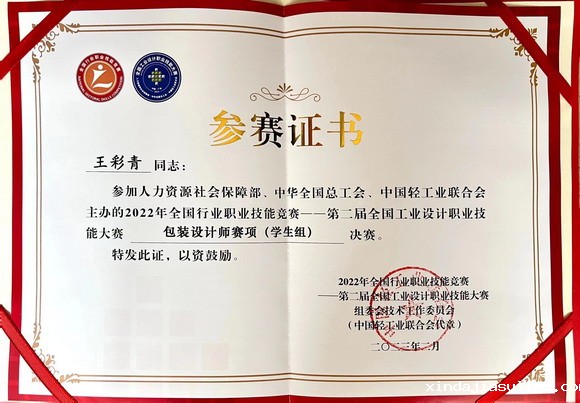 参赛证书
王彩青 同志：
参加人力资源社会保障部、中华全国总工会、中国轻工业联合会
主办的2022年全国行业职业技能竞赛——第二届全国工业设计职业技
能大赛 包装设计师赛项（学生组） 决赛。
特发此证，以资鼓励。
2022年全国行业职业技能竞赛
——第二届全国工业设计职业技能大赛
组委会技术工作委员会
（中国轻工业联合会代章）
二〇二三年二月